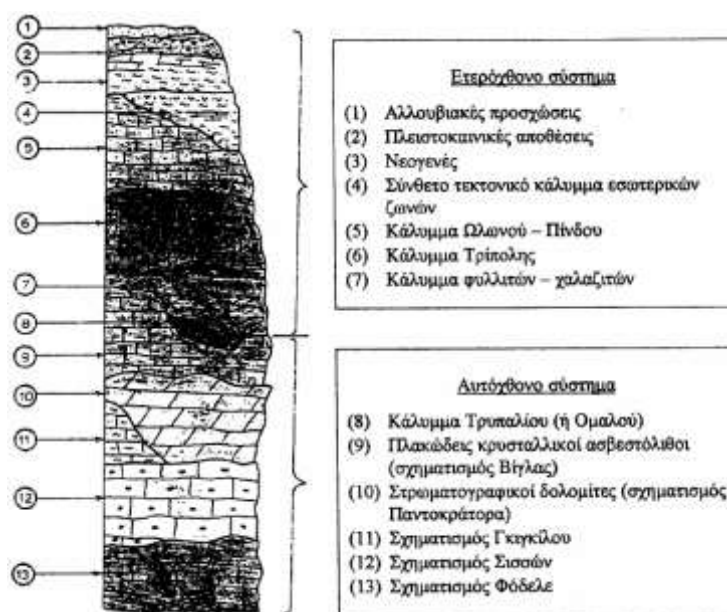 1
2
3
4
5
6
7
8
9
10
11
12
13
Ετερόχθονο σύστημα
(1) Αλλουβιακές προσχώσεις
(2) Πλειστοκαινικές αποθέσεις
(3) Νεογενές
(4) Σύνθετο τεκτονικό κάλυμμα εσωτερικών
ζωνών
(5) Κάλυμμα Ωλωνού – Πίνδου
(6) Κάλυμμα Τρίπολης
(7) Κάλυμμα φυλλιτών – χαλαζιτών
Αυτόχθονο σύστημα
(8) Κάλυμμα Τρυπαλίου (ή Ομαλού)
(9) Πλακώδεις κρυσταλλικοί ασβεστόλιθοι
(σχηματισμός Βίγλας)
(10) Στρωματογραφικοί δολομίτες (σχηματισμός
Παντοκράτορα)
(11) Σχηματισμός Γκιγκίλου
(12) Σχηματισμός Σισσών
(13) Σχηματισμός Φόδελε